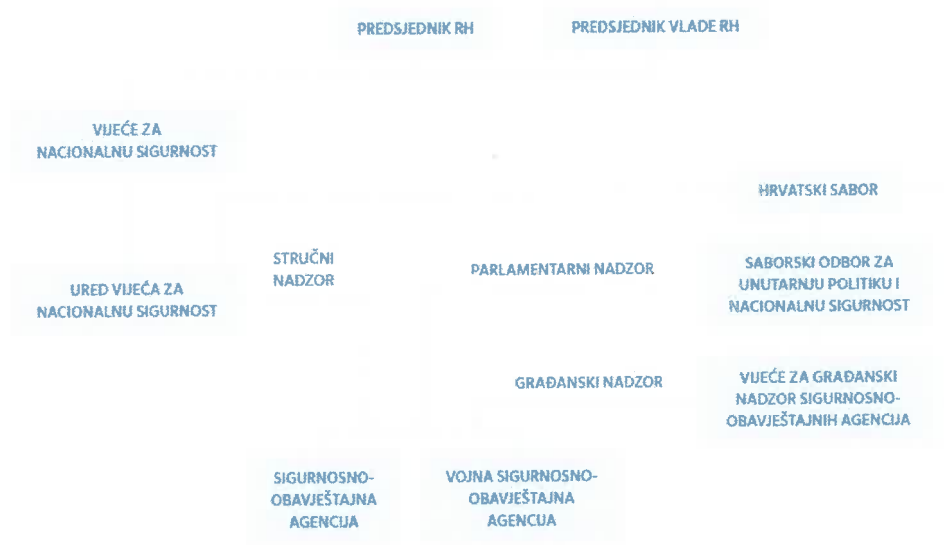 PREDSJEDNIK RH
PREDSJEDNIK VLADE RH
VIJEĆE ZA
NACIONALNU SIGURNOST
HRVATSKI SABOR
STRUČNI
NADZOR
PARLAMENTARNI NADZOR
SABORSKI ODBOR ZA
UNUTARNJU POLITIKU I
NACIONALNU SIGURNOST
URED VIJEĆA ZA
NACIONALNU SIGURNOST
GRAĐANSKI NADZOR
VIJEĆE ZA GRAĐANSKI
NADZOR SIGURNOSNO-
OBAVJEŠTAJNIH AGENCIJA
SIGURNOSNO-
OBAVJEŠTAJNA
AGENCIJA
VOJNA SIGURNOSNO-
OBAVJEŠTAJNA
AGENCIJA